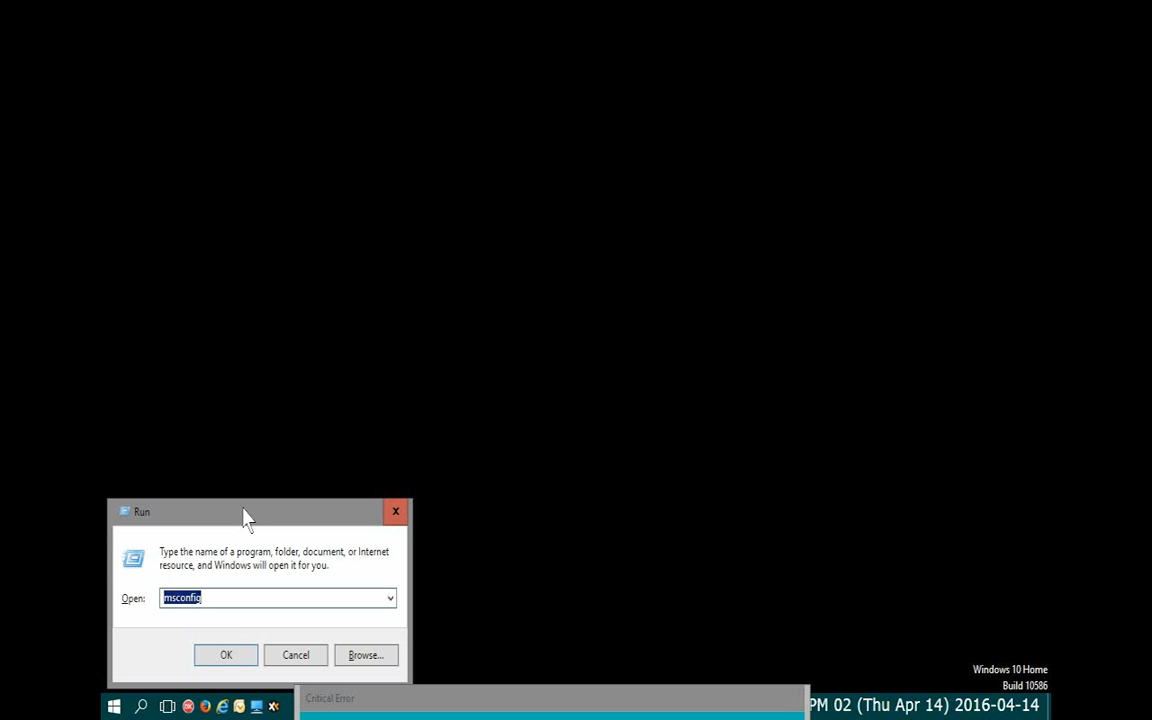 Run
X
Type the name of a program, folder, document, or Internet
resource, and Windows will open it for you.
Open: msconfig
OK Cancel Browse...
Windows 10 Home
Build 10586
Critical Error
PM 02 (Thu Apr 14) 2016-04-14